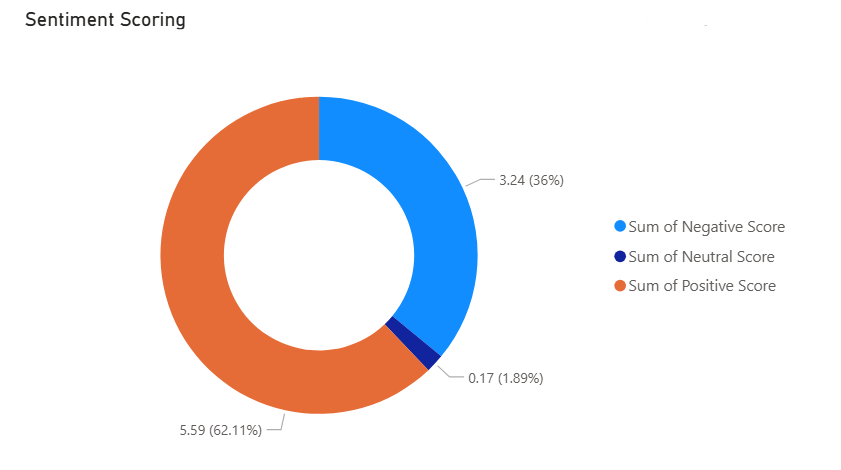 Sentiment Scoring
3.24 (36%)
Sum of Negative Score
Sum of Neutral Score
Sum of Positive Score
0.17 (1.89%)
5.59 (62.11%)